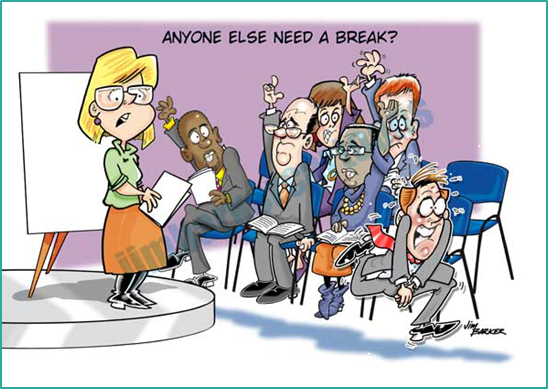 ANYONE ELSE NEED A BREAK?
Jim
BARKER